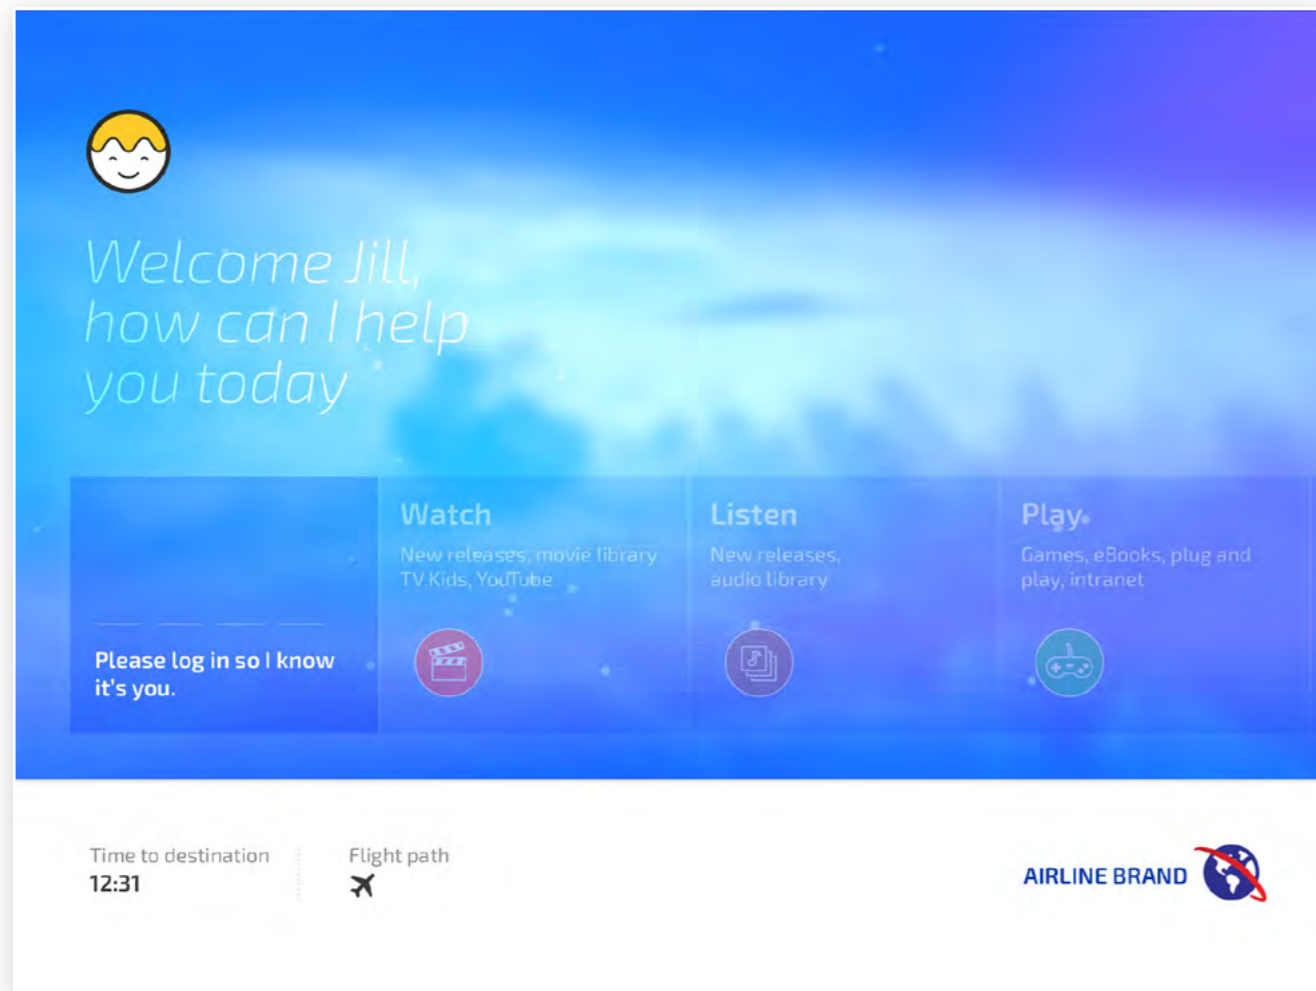 Welcome Jill,
how can I help
you today
Please log in so I know
it's you.
Watch
New releases, movie library
TV Kids, YouTube
Listen
New releases,
audio library
Play
Games, eBooks, plug and
play, intranet
Time to destination
12:31
Flight path
AIRLINE BRAND